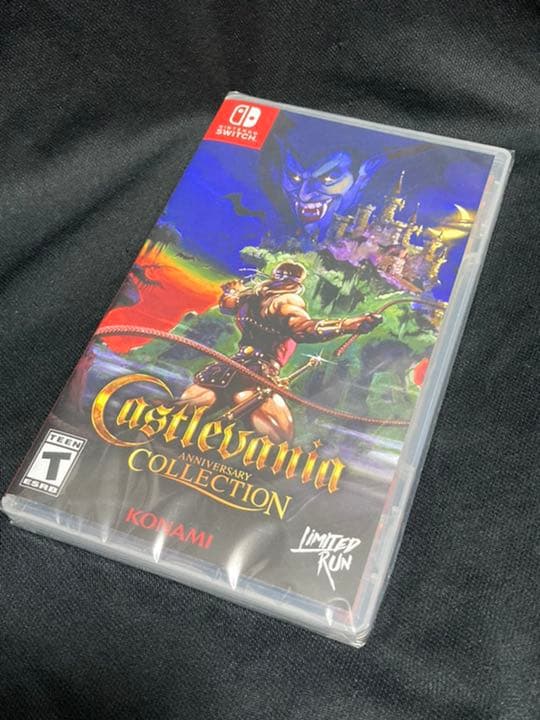 NINTENDO
SWITCH
Castlevania
ANNIVERSARY
COLLECTION
TEEN
T
ESRB
KONAMI
LIMITED
RUN